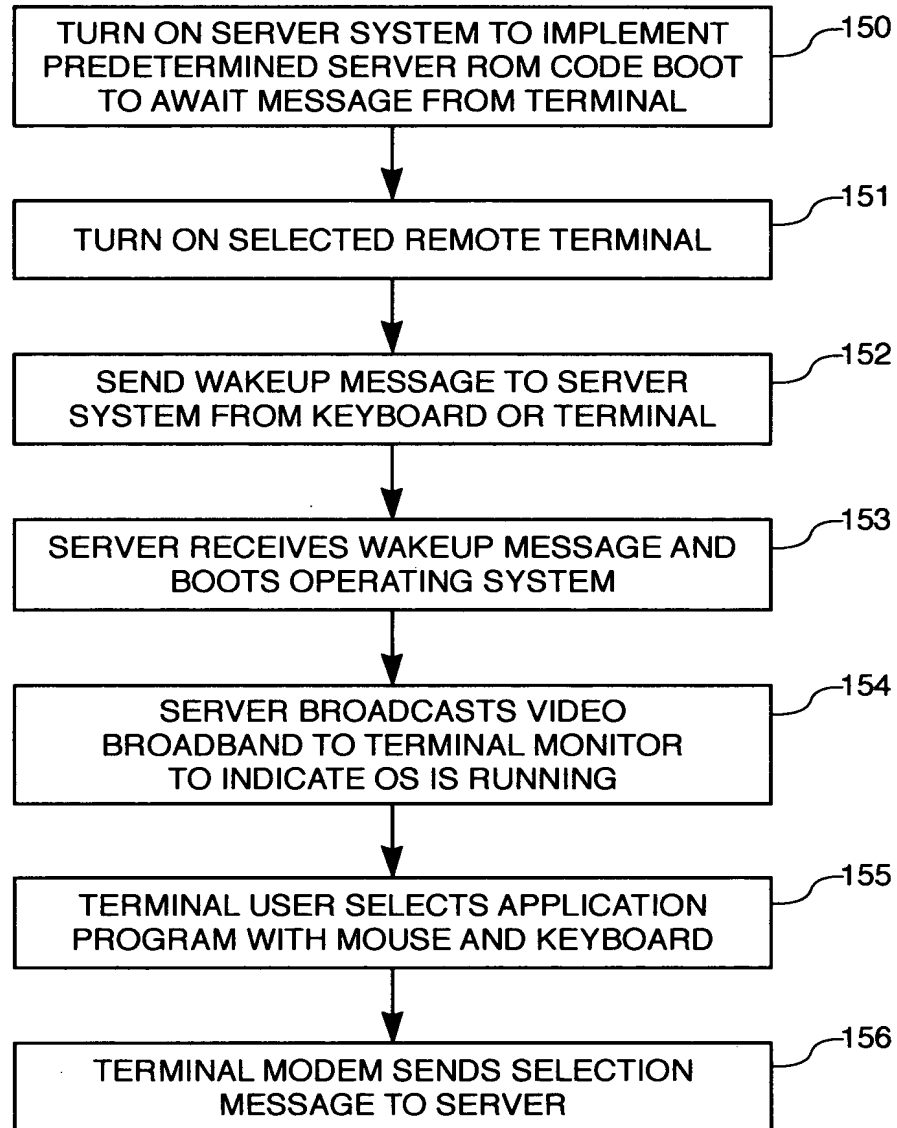 TURN ON SERVER SYSTEM TO IMPLEMENT
PREDETERMINED SERVER ROM CODE BOOT
TO AWAIT MESSAGE FROM TERMINAL
150
TURN ON SELECTED REMOTE TERMINAL
151
SEND WAKEUP MESSAGE TO SERVER
SYSTEM FROM KEYBOARD OR TERMINAL
152
SERVER RECEIVES WAKEUP MESSAGE AND
BOOTS OPERATING SYSTEM
153
SERVER BROADCASTS VIDEO
BROADBAND TO TERMINAL MONITOR
TO INDICATE OS IS RUNNING
154
TERMINAL USER SELECTS APPLICATION
PROGRAM WITH MOUSE AND KEYBOARD
155
TERMINAL MODEM SENDS SELECTION
MESSAGE TO SERVER
156